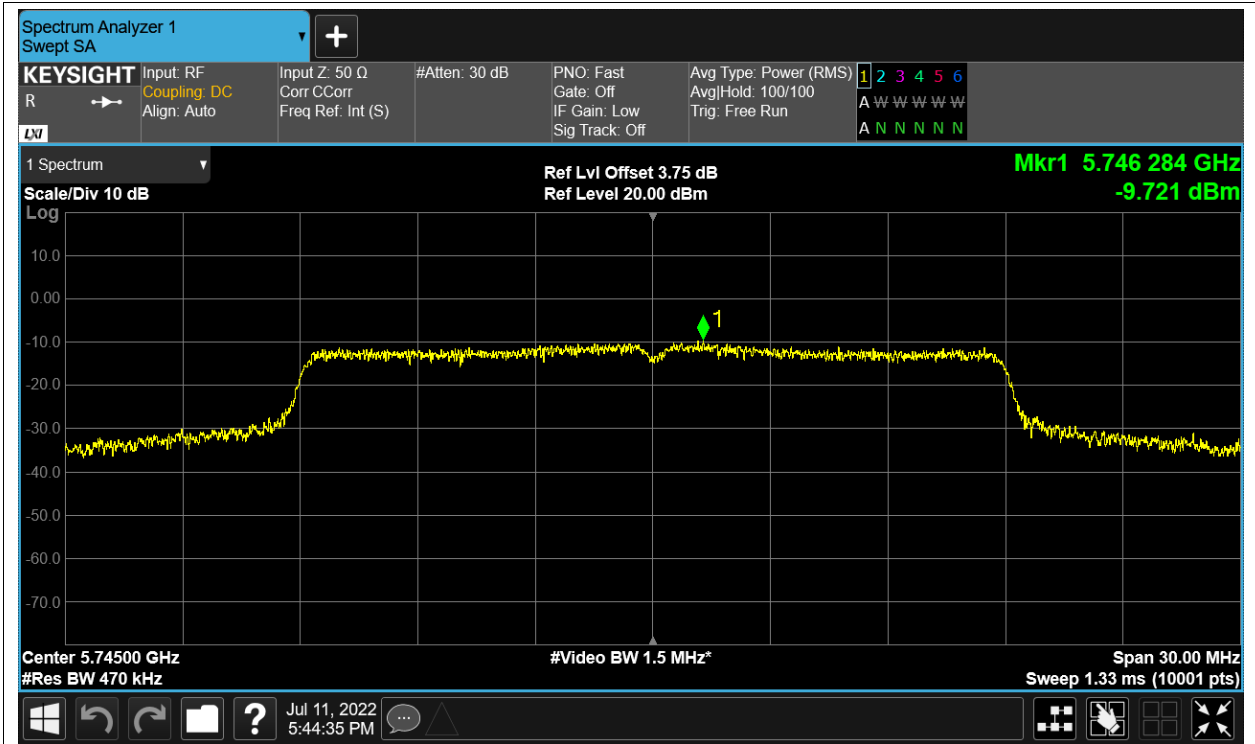 Spectrum Analyzer 1
Swept SA
KEYSIGHT
R
LXI
Input: RF
Coupling: DC
Align: Auto
Input Z: 50 Ω
Corr CCorr
Freq Ref: Int (S)
#Atten: 30 dB
PNO: Fast
Gate: Off
IF Gain: Low
Sig Track: Off
Avg Type: Power (RMS)
Avg|Hold: 100/100
Trig: Free Run
1 2 3 4 5 6
A W W W W W
A N N N N N
1 Spectrum
Scale/Div 10 dB
Log
Ref Lvl Offset 3.75 dB
Ref Level 20.00 dBm
Mkr1 5.746 284 GHz
-9.721 dBm
10.0
0.00
-10.0
-20.0
-30.0
-40.0
-50.0
-60.0
-70.0
1
Center 5.74500 GHz
#Res BW 470 kHz
#Video BW 1.5 MHz*
Span 30.00 MHz
Sweep 1.33 ms (10001 pts)
?
Jul 11, 2022
5:44:35 PM